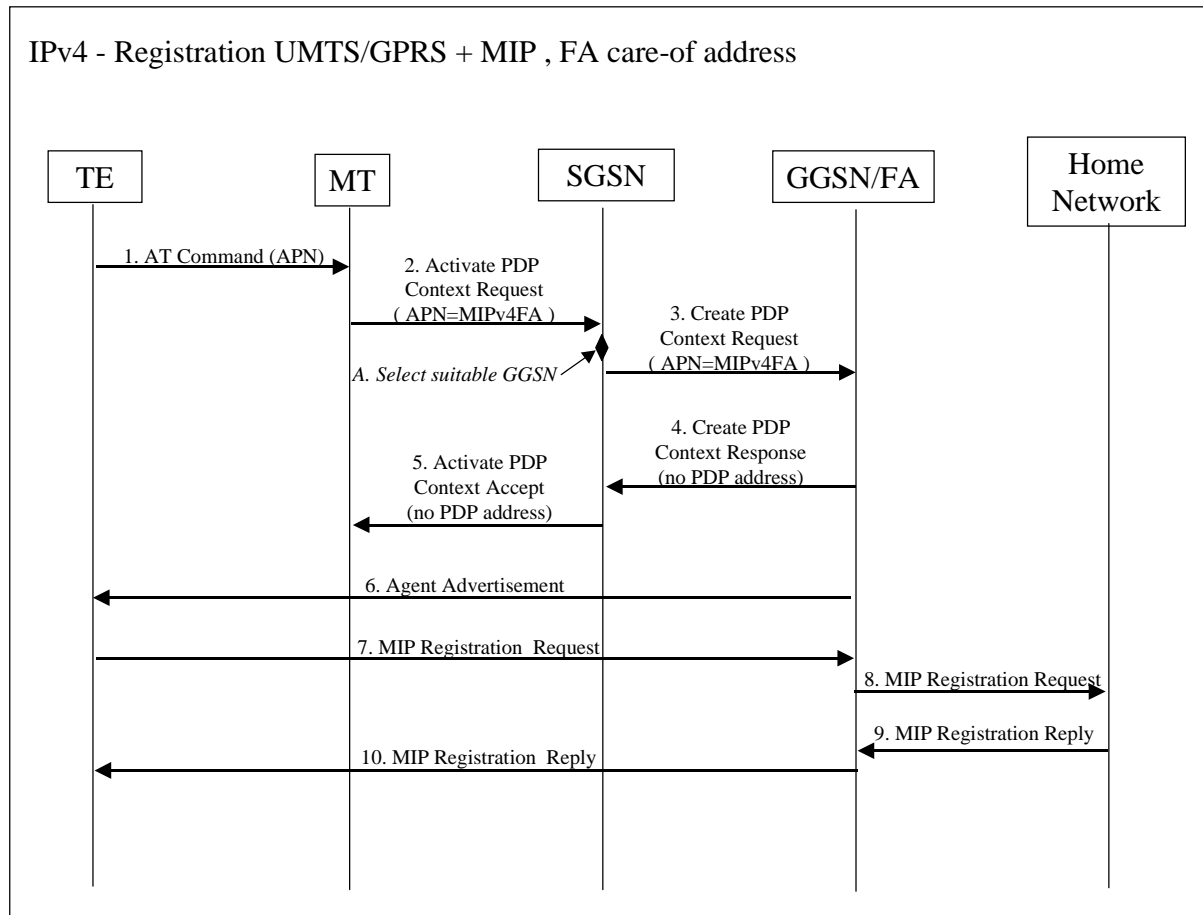 IPv4 - Registration UMTS/GPRS + MIP , FA care-of address
TE
MT
SGSN
GGSN/FA
Home
Network
1. AT Command (APN)
2. Activate PDP
Context Request
( APN=MIPv4FA )
3. Create PDP
Context Request
( APN=MIPv4FA )
A. Select suitable GGSN
4. Create PDP
Context Response
(no PDP address)
5. Activate PDP
Context Accept
(no PDP address)
6. Agent Advertisement
7. MIP Registration Request
8. MIP Registration Request
9. MIP Registration Reply
10. MIP Registration Reply